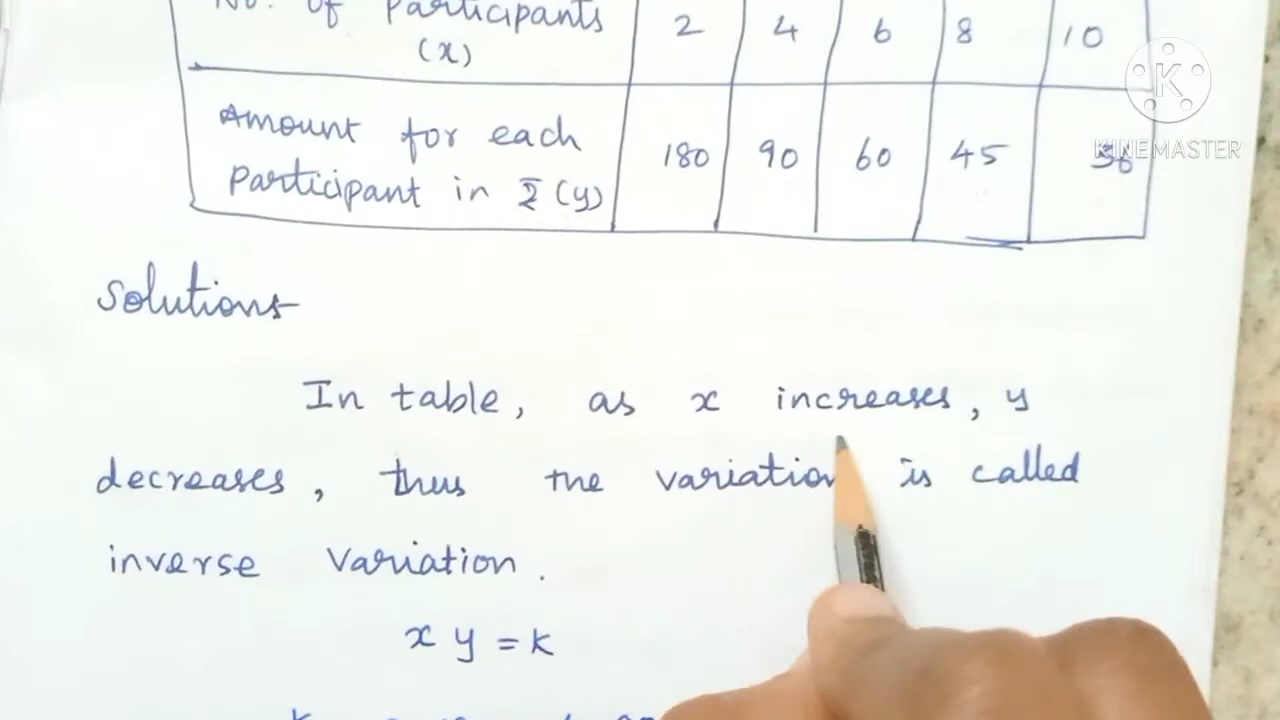 No. of Participants 2 4 6 8 10
(x)
Amount for each
participant in ₹ (y) 180 90 60 45 36
K
KINEMASTER
Solutions
In table, as x increases, y
decreases, thus the variation is called
inverse variation.
x y = k